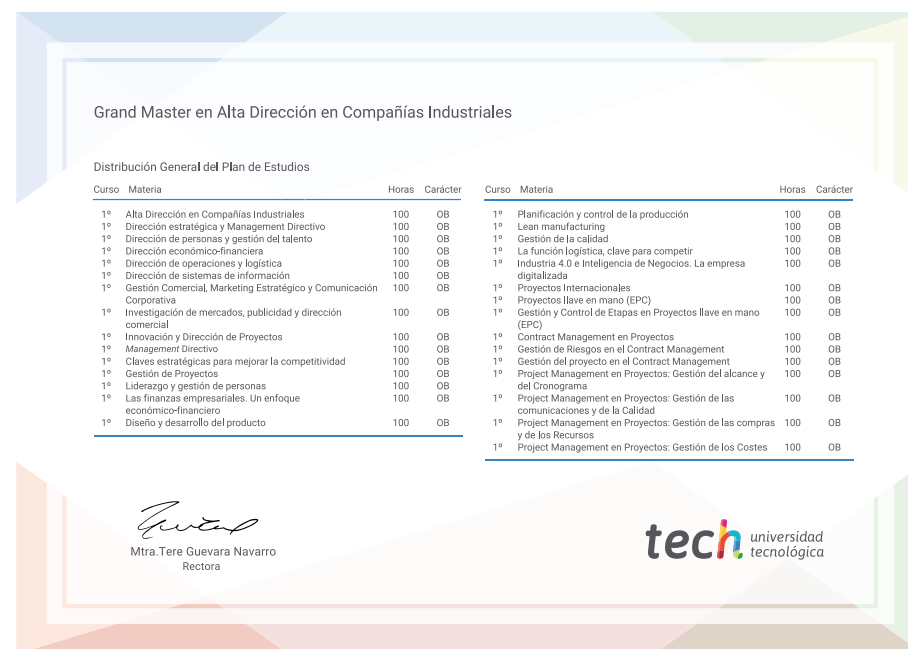 Grand Master en Alta Dirección en Compañías Industriales
Distribución General del Plan de Estudios
Curso Materia Horas Carácter
1º Alta Dirección en Compañías Industriales 100 OB
1º Dirección estratégica y Management Directivo 100 OB
1º Dirección de personas y gestión del talento 100 OB
1º Dirección económico-financiera 100 OB
1º Dirección de operaciones y logística 100 OB
1º Dirección de sistemas de información 100 OB
1º Gestión Comercial, Marketing Estratégico y Comunicación 100 OB
Corporativa
1º Investigación de mercados, publicidad y dirección 100 OB
comercial
1º Innovación y Dirección de Proyectos 100 OB
1º Management Directivo 100 OB
1º Claves estratégicas para mejorar la competitividad 100 OB
1º Gestión de Proyectos 100 OB
1º Liderazgo y gestión de personas 100 OB
1º Las finanzas empresariales. Un enfoque 100 OB
económico-financiero
1º Diseño y desarrollo del producto 100 OB
Curso Materia Horas Carácter
1º Planificación y control de la producción 100 OB
1º Lean manufacturing 100 OB
1º Gestión de la calidad 100 OB
1º La función logística, clave para competir 100 OB
1º Industria 4.0 e Inteligencia de Negocios. La empresa 100 OB
digitalizada
1º Proyectos Internacionales 100 OB
1º Proyectos llave en mano (EPC) 100 OB
1º Gestión y Control de Etapas en Proyectos llave en mano 100 OB
(EPC)
1º Contract Management en Proyectos 100 OB
1º Gestión de Riesgos en el Contract Management 100 OB
1º Gestión del proyecto en el Contract Management 100 OB
1º Project Management en Proyectos: Gestión del alcance y 100 OB
del Cronograma
1º Project Management en Proyectos: Gestión de las 100 OB
comunicaciones y de la Calidad
1º Project Management en Proyectos: Gestión de las compras 100 OB
y de los Recursos
1º Project Management en Proyectos: Gestión de los Costes 100 OB
Mtra.Tere Guevara Navarro
Rectora
tech universidad
tecnológica